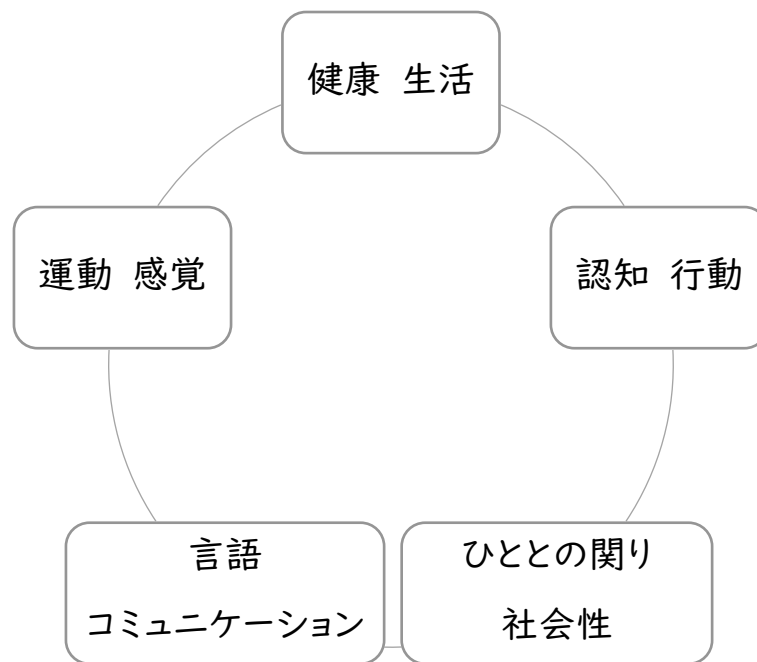 健康 生活
運動 感覚
認知 行動
言語
コミュニケーション
ひととの関り
社会性